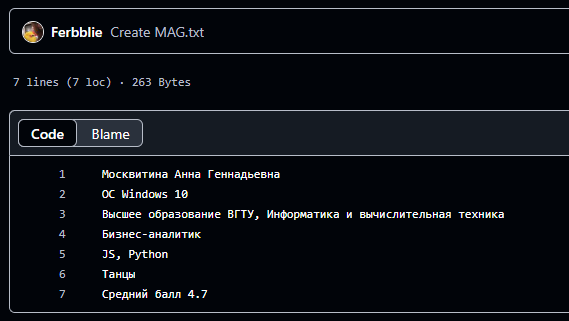 Ferbblie Create MAG.txt
7 lines (7 loc) · 263 Bytes
Code Blame
1 Москвитина Анна Геннадьевна
2 ОС Windows 10
3 Высшее образование ВГТУ, Информатика и вычислительная техника
4 Бизнес-аналитик
5 JS, Python
6 Танцы
7 Средний балл 4.7